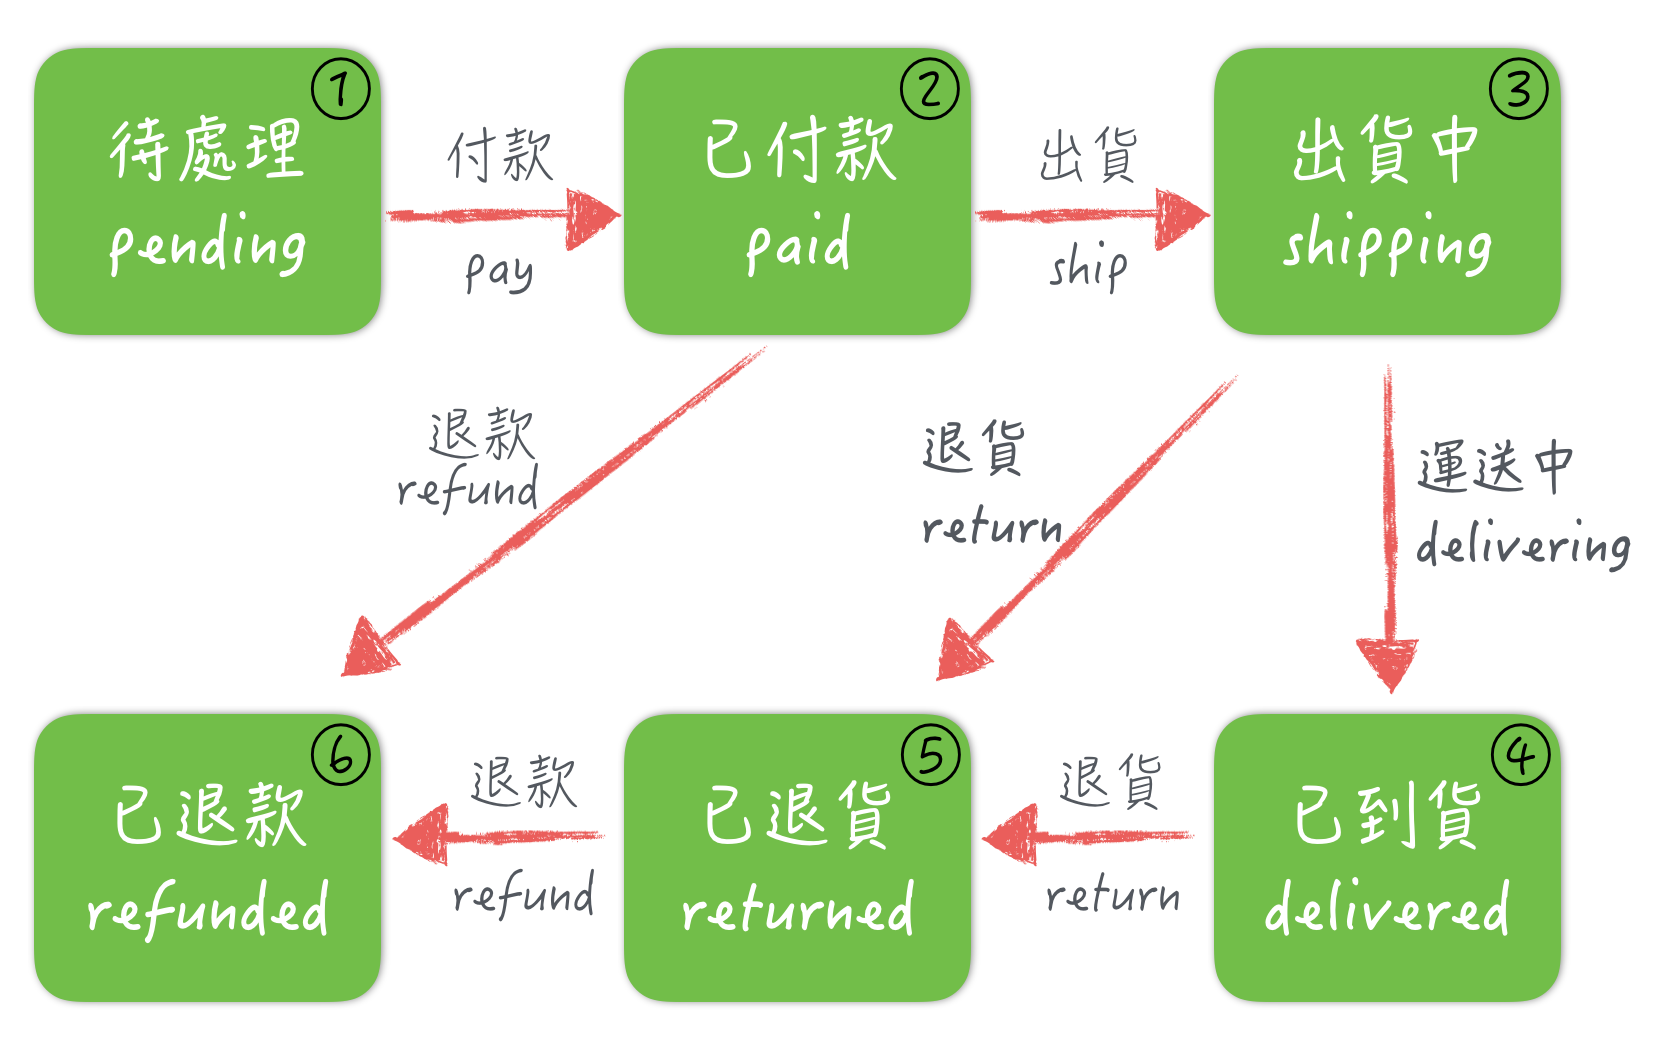 ①
待處理
pending
付款
pay
②
已付款
paid
出貨
ship
③
出貨中
shipping
退款
refund
退貨
return
運送中
delivering
⑥
已退款
refunded
退款
refund
⑤
已退貨
returned
退貨
return
④
已到貨
delivered